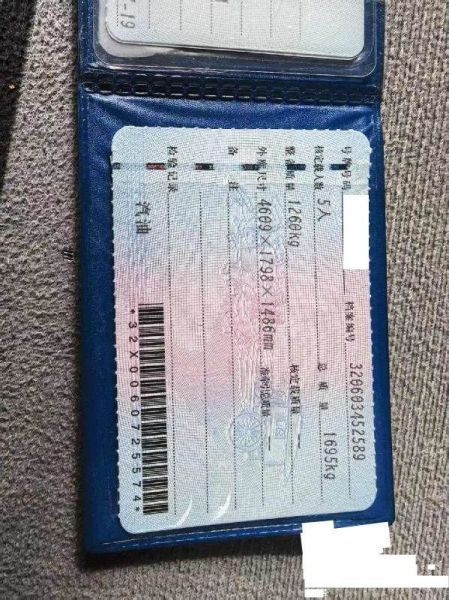 -19
号牌号码 档案编号 320603452589
核定载人数 5人 总质量 1695kg
整备质量 1260kg 核定载质量 --
外廓尺寸 4609×1798×1486mm 准牵引总质量 --
备注
检验记录
汽油
*32X0060725574*